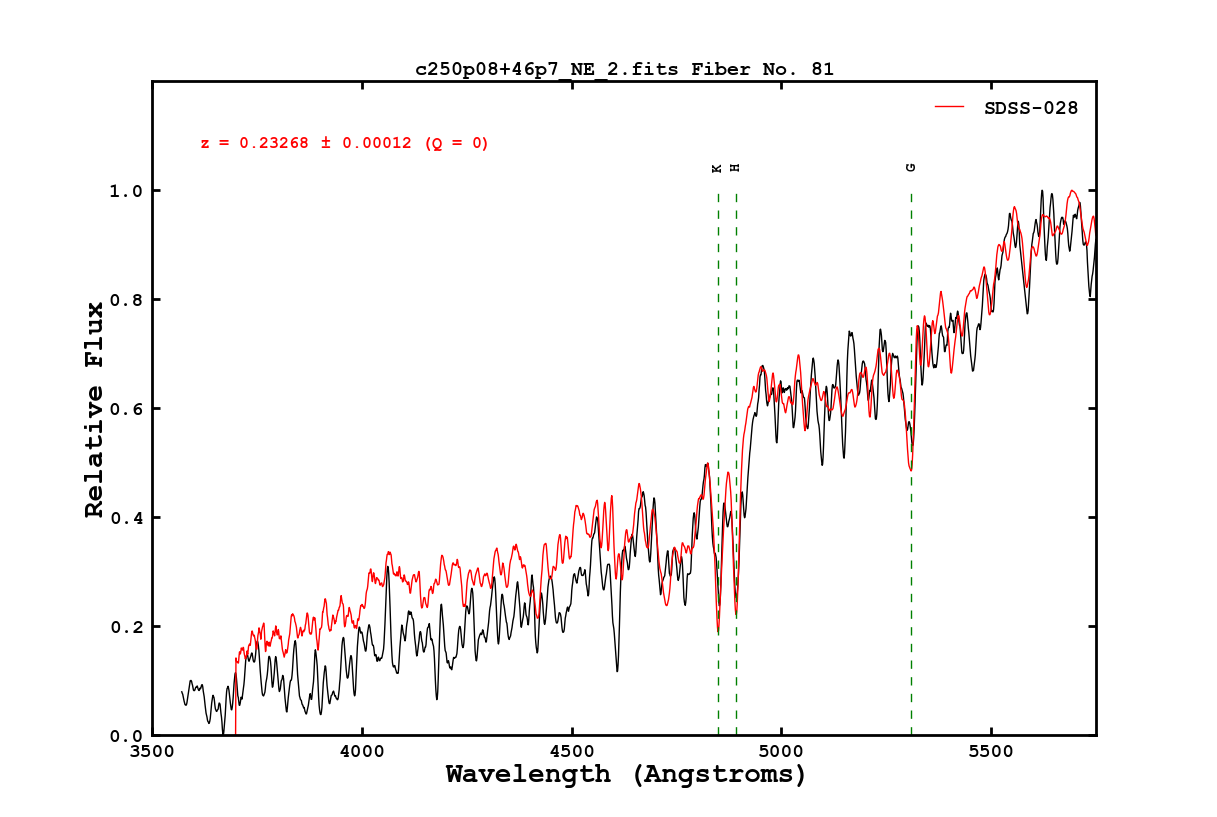 c250p08+46p7_NE_2.fits Fiber No. 81
SDSS-028
z = 0.23268 ± 0.00012 (Q = 0)
K H G
1.0
0.8
0.6
0.4
0.2
0.0
Relative Flux
3500 4000 4500 5000 5500
Wavelength (Angstroms)